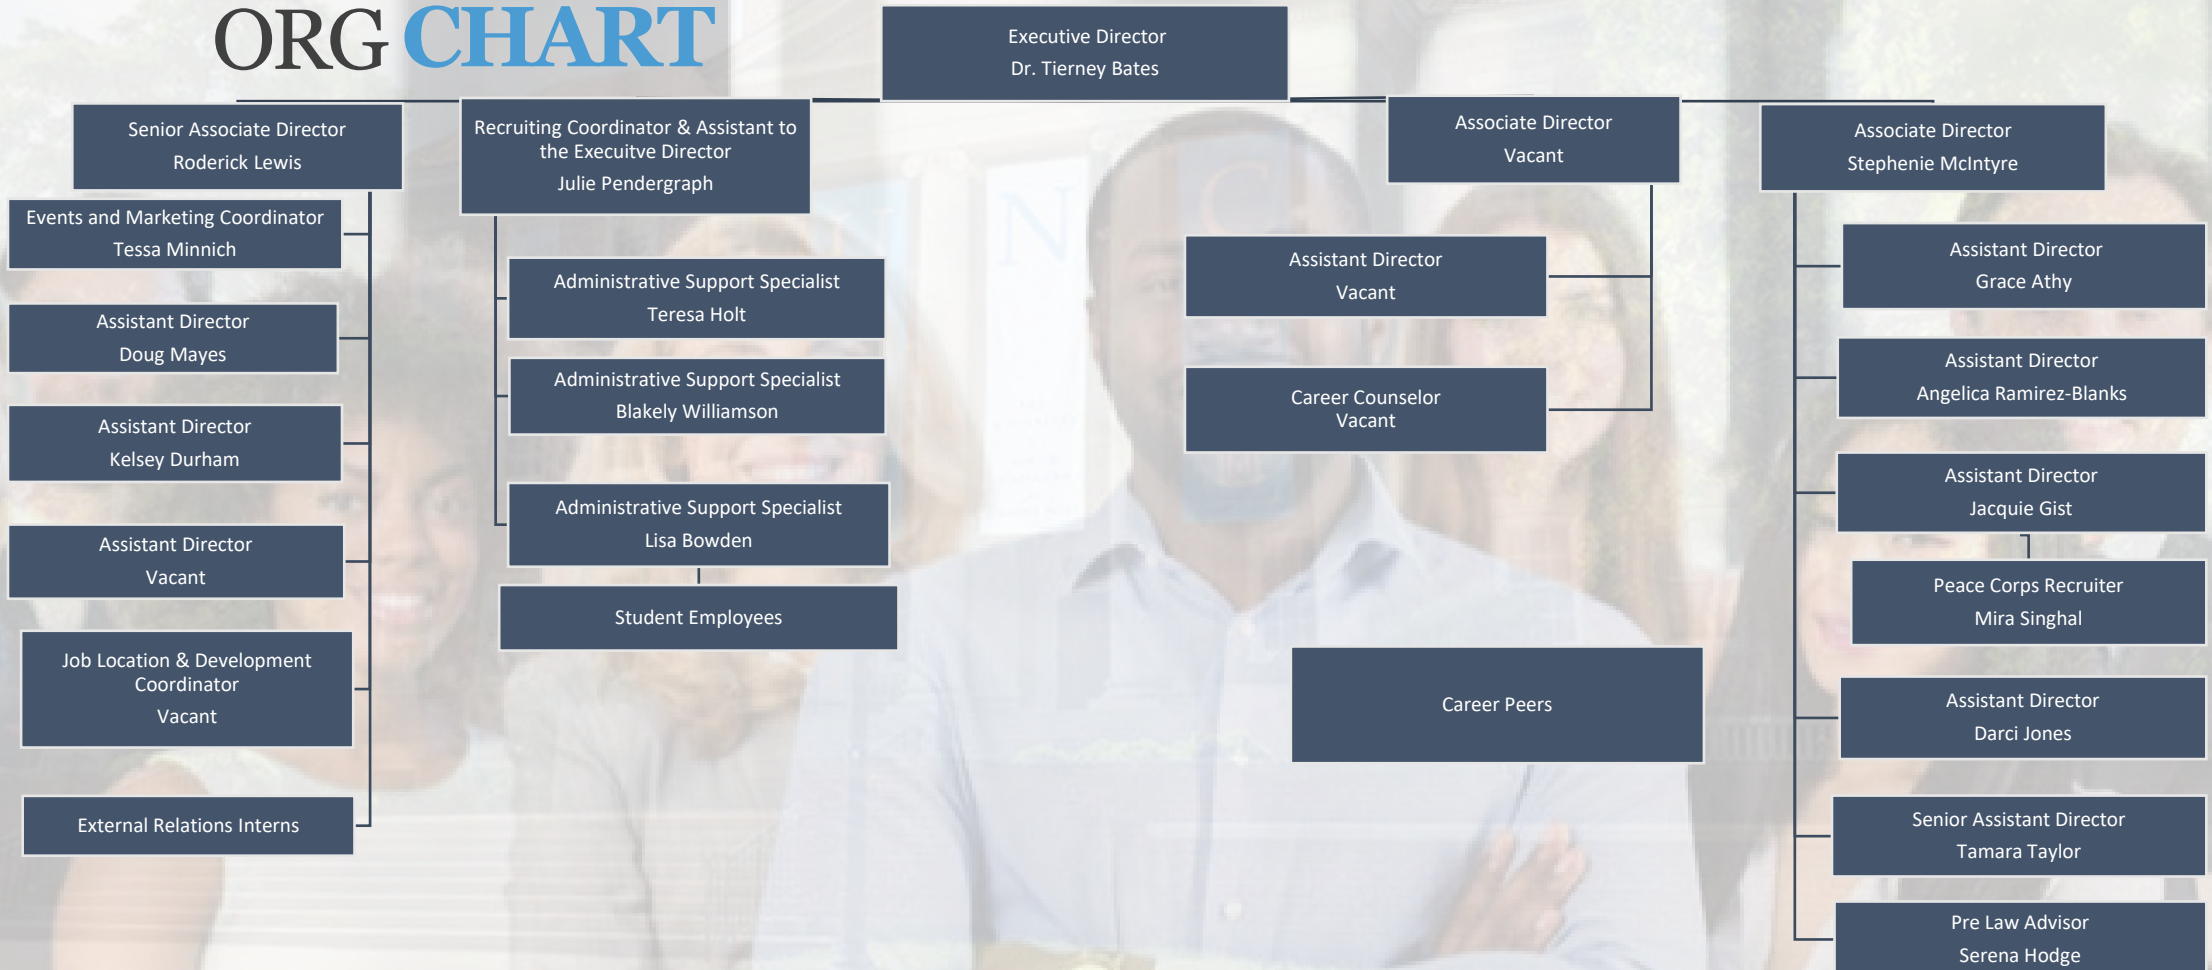 ORG CHART
Executive Director
Dr. Tierney Bates
Senior Associate Director
Roderick Lewis
Events and Marketing Coordinator
Tessa Minnich
Assistant Director
Doug Mayes
Assistant Director
Kelsey Durham
Assistant Director
Vacant
Job Location & Development
Coordinator
Vacant
External Relations Interns
Recruiting Coordinator & Assistant to
the Execuitve Director
Julie Pendergraph
Administrative Support Specialist
Teresa Holt
Administrative Support Specialist
Blakely Williamson
Administrative Support Specialist
Lisa Bowden
Student Employees
Associate Director
Vacant
Assistant Director
Vacant
Career Counselor
Vacant
Career Peers
Associate Director
Stephenie McIntyre
Assistant Director
Grace Athy
Assistant Director
Angelica Ramirez-Blanks
Assistant Director
Jacquie Gist
Peace Corps Recruiter
Mira Singhal
Assistant Director
Darci Jones
Senior Assistant Director
Tamara Taylor
Pre Law Advisor
Serena Hodge
N
C